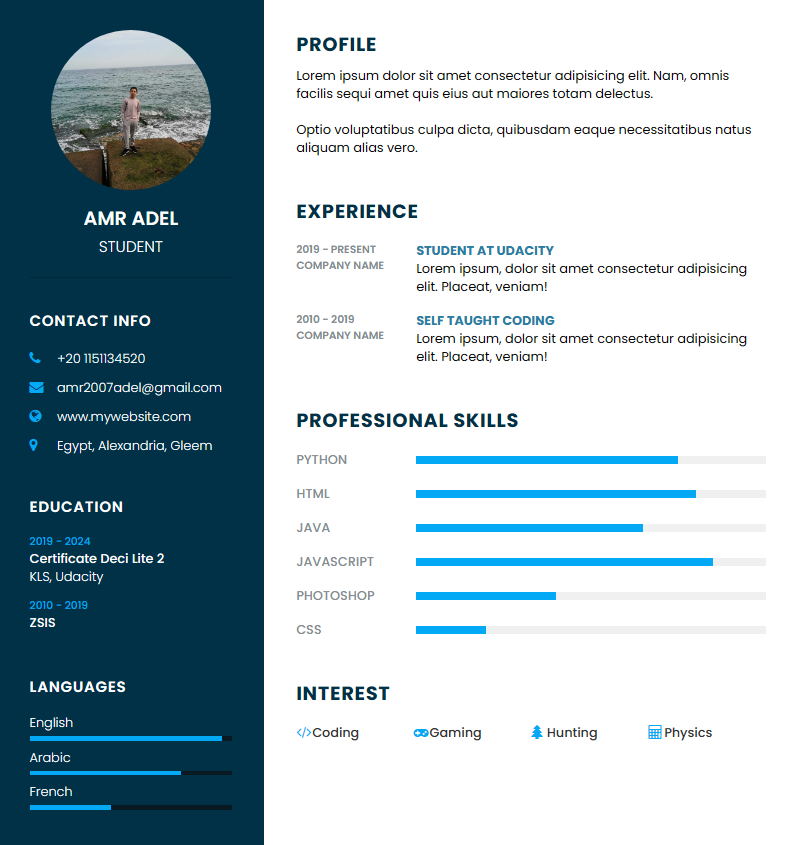 AMR ADEL
STUDENT
CONTACT INFO
+20 1151134520
amr2007adel@gmail.com
www.mywebsite.com
Egypt, Alexandria, Gleem
EDUCATION
2019 - 2024
Certificate Deci Lite 2
KLS, Udacity
2010 - 2019
ZSIS
LANGUAGES
English
Arabic
French
PROFILE
Lorem ipsum dolor sit amet consectetur adipisicing elit. Nam, omnis
facilis sequi amet quis eius aut maiores totam delectus.
Optio voluptatibus culpa dicta, quibusdam eaque necessitatibus natus
aliquam alias vero.
EXPERIENCE
2019 - PRESENT
COMPANY NAME
STUDENT AT UDACITY
Lorem ipsum, dolor sit amet consectetur adipisicing
elit. Placeat, veniam!
2010 - 2019
COMPANY NAME
SELF TAUGHT CODING
Lorem ipsum, dolor sit amet consectetur adipisicing
elit. Placeat, veniam!
PROFESSIONAL SKILLS
PYTHON
HTML
JAVA
JAVASCRIPT
PHOTOSHOP
CSS
INTEREST
Coding
Gaming
Hunting
Physics